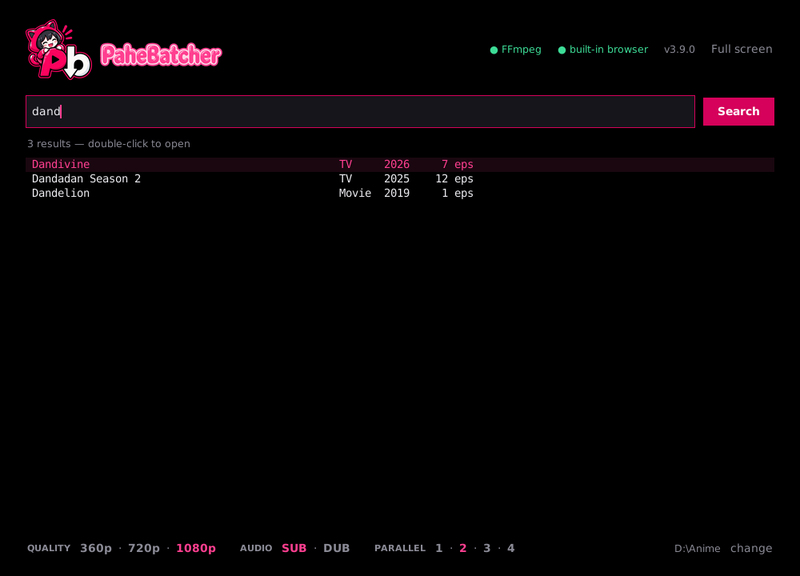 Pb PaheBatcher ● FFmpeg ● built-in browser v3.9.0 Full screen
dand Search
3 results — double-click to open
Dandivine TV 2026 7 eps
Dandadan Season 2 TV 2025 12 eps
Dandelion Movie 2019 1 eps
QUALITY 360p · 720p · 1080p AUDIO SUB · DUB PARALLEL 1 · 2 · 3 · 4 D:\Anime change